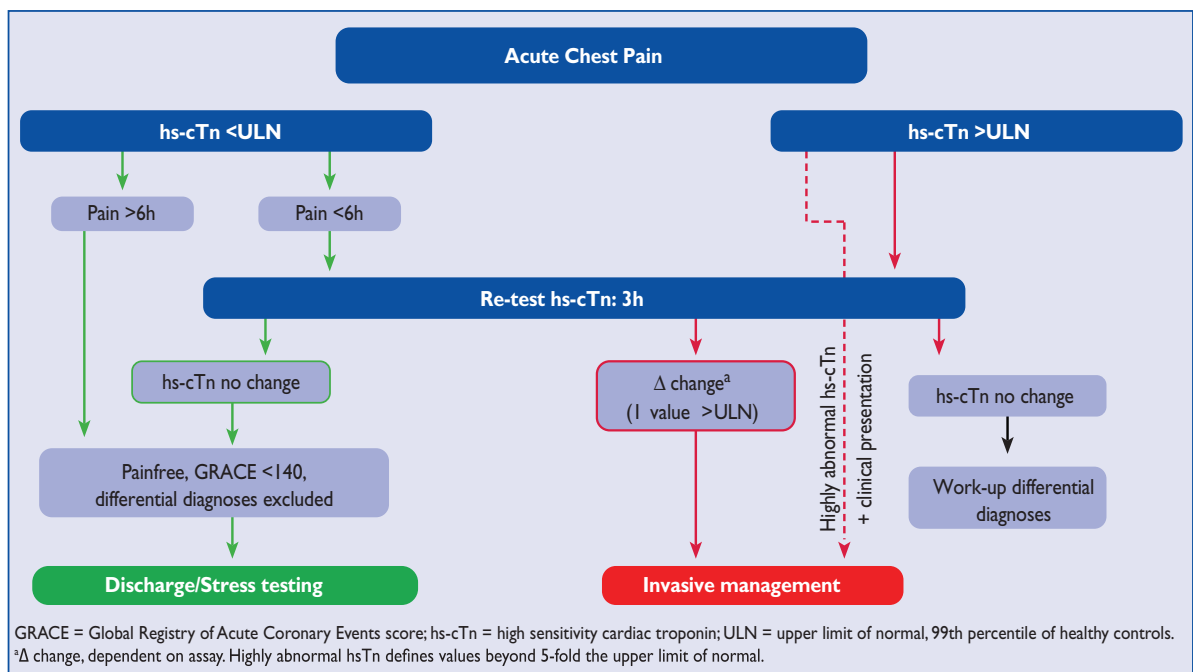 Acute Chest Pain
hs-cTn <ULN
hs-cTn >ULN
Pain >6h
Pain <6h
Re-test hs-cTn: 3h
hs-cTn no change
Δ changeᵃ
(1 value >ULN)
Highly abnormal hs-cTn
+ clinical presentation
hs-cTn no change
Painfree, GRACE <140,
differential diagnoses excluded
Work-up differential
diagnoses
Discharge/Stress testing
Invasive management
GRACE = Global Registry of Acute Coronary Events score; hs-cTn = high sensitivity cardiac troponin; ULN = upper limit of normal, 99th percentile of healthy controls.
ᵃΔ change, dependent on assay. Highly abnormal hsTn defines values beyond 5-fold the upper limit of normal.